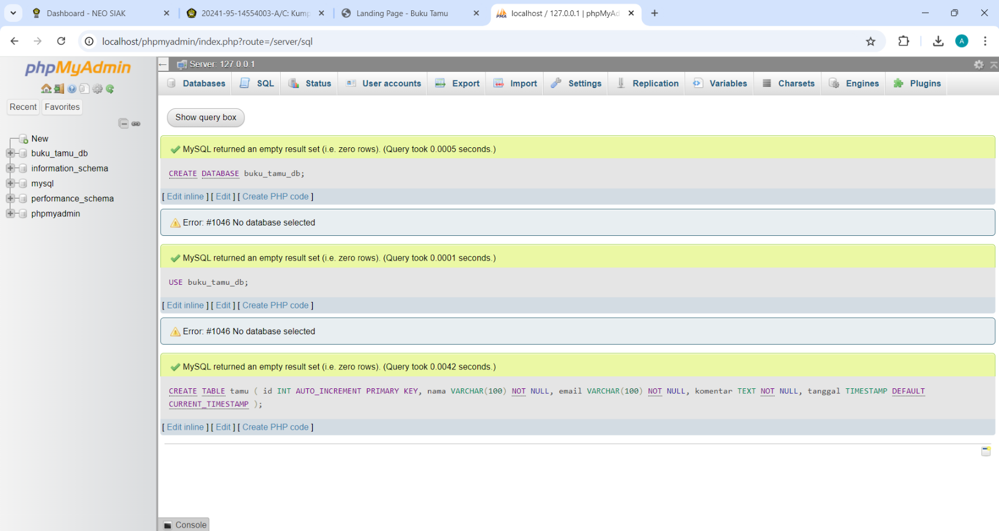 Dashboard - NEO SIAK
20241-95-14554003-A/C: Kump
Landing Page - Buku Tamu
PMA localhost / 127.0.0.1 | phpMyAd
localhost/phpmyadmin/index.php?route=/server/sql
A
phpMyAdmin
Recent Favorites
New
buku_tamu_db
information_schema
mysql
performance_schema
phpmyadmin
Server: 127.0.0.1
Databases SQL Status User accounts Export Import Settings Replication Variables Charsets Engines Plugins
Show query box
MySQL returned an empty result set (i.e. zero rows). (Query took 0.0005 seconds.)
CREATE DATABASE buku_tamu_db;
[ Edit inline ] [ Edit ] [ Create PHP code ]
Error: #1046 No database selected
MySQL returned an empty result set (i.e. zero rows). (Query took 0.0001 seconds.)
USE buku_tamu_db;
[ Edit inline ] [ Edit ] [ Create PHP code ]
Error: #1046 No database selected
MySQL returned an empty result set (i.e. zero rows). (Query took 0.0042 seconds.)
CREATE TABLE tamu ( id INT AUTO_INCREMENT PRIMARY KEY, nama VARCHAR(100) NOT NULL, email VARCHAR(100) NOT NULL, komentar TEXT NOT NULL, tanggal TIMESTAMP DEFAULT
CURRENT_TIMESTAMP );
[ Edit inline ] [ Edit ] [ Create PHP code ]
Console